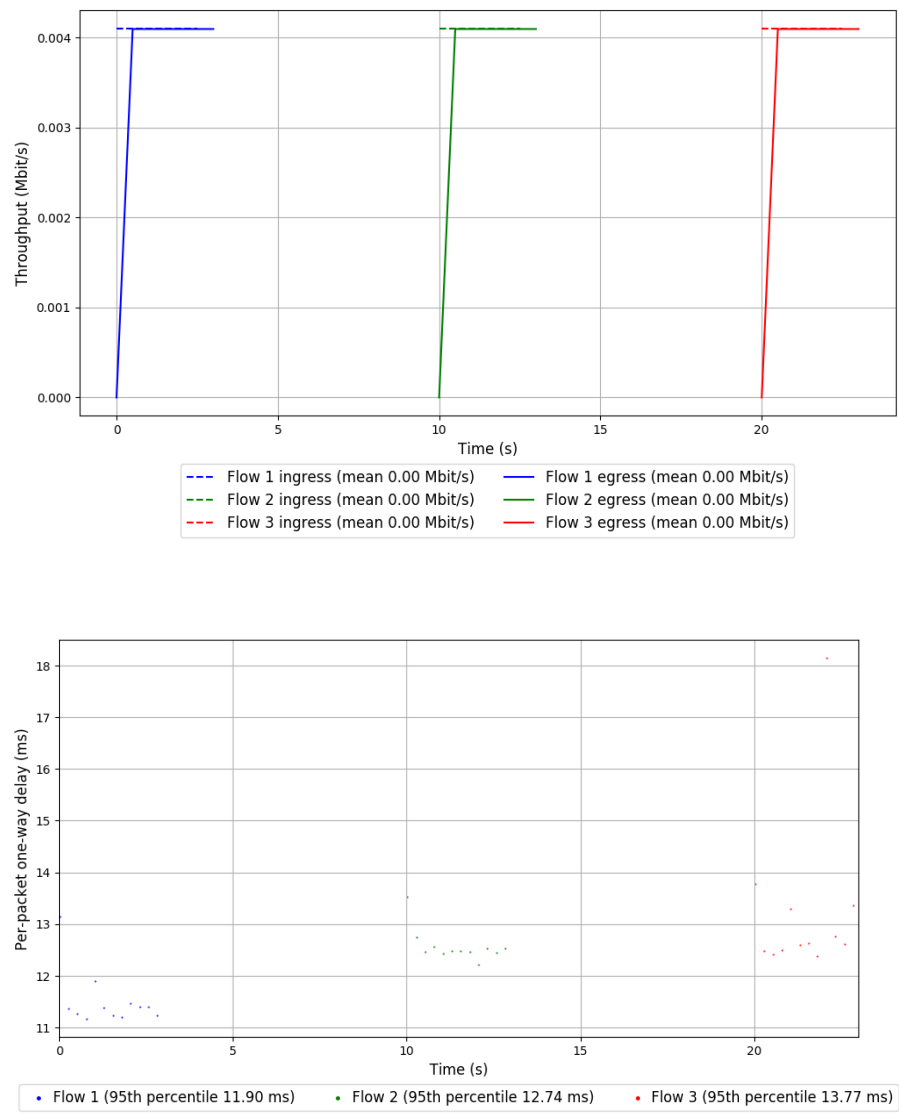 0.004
0.003
0.002
0.001
0.000
Throughput (Mbit/s)
0 5 10 15 20
Time (s)
Flow 1 ingress (mean 0.00 Mbit/s) Flow 1 egress (mean 0.00 Mbit/s)
Flow 2 ingress (mean 0.00 Mbit/s) Flow 2 egress (mean 0.00 Mbit/s)
Flow 3 ingress (mean 0.00 Mbit/s) Flow 3 egress (mean 0.00 Mbit/s)
18
17
16
15
14
13
12
11
Per-packet one-way delay (ms)
0 5 10 15 20
Time (s)
Flow 1 (95th percentile 11.90 ms) Flow 2 (95th percentile 12.74 ms) Flow 3 (95th percentile 13.77 ms)